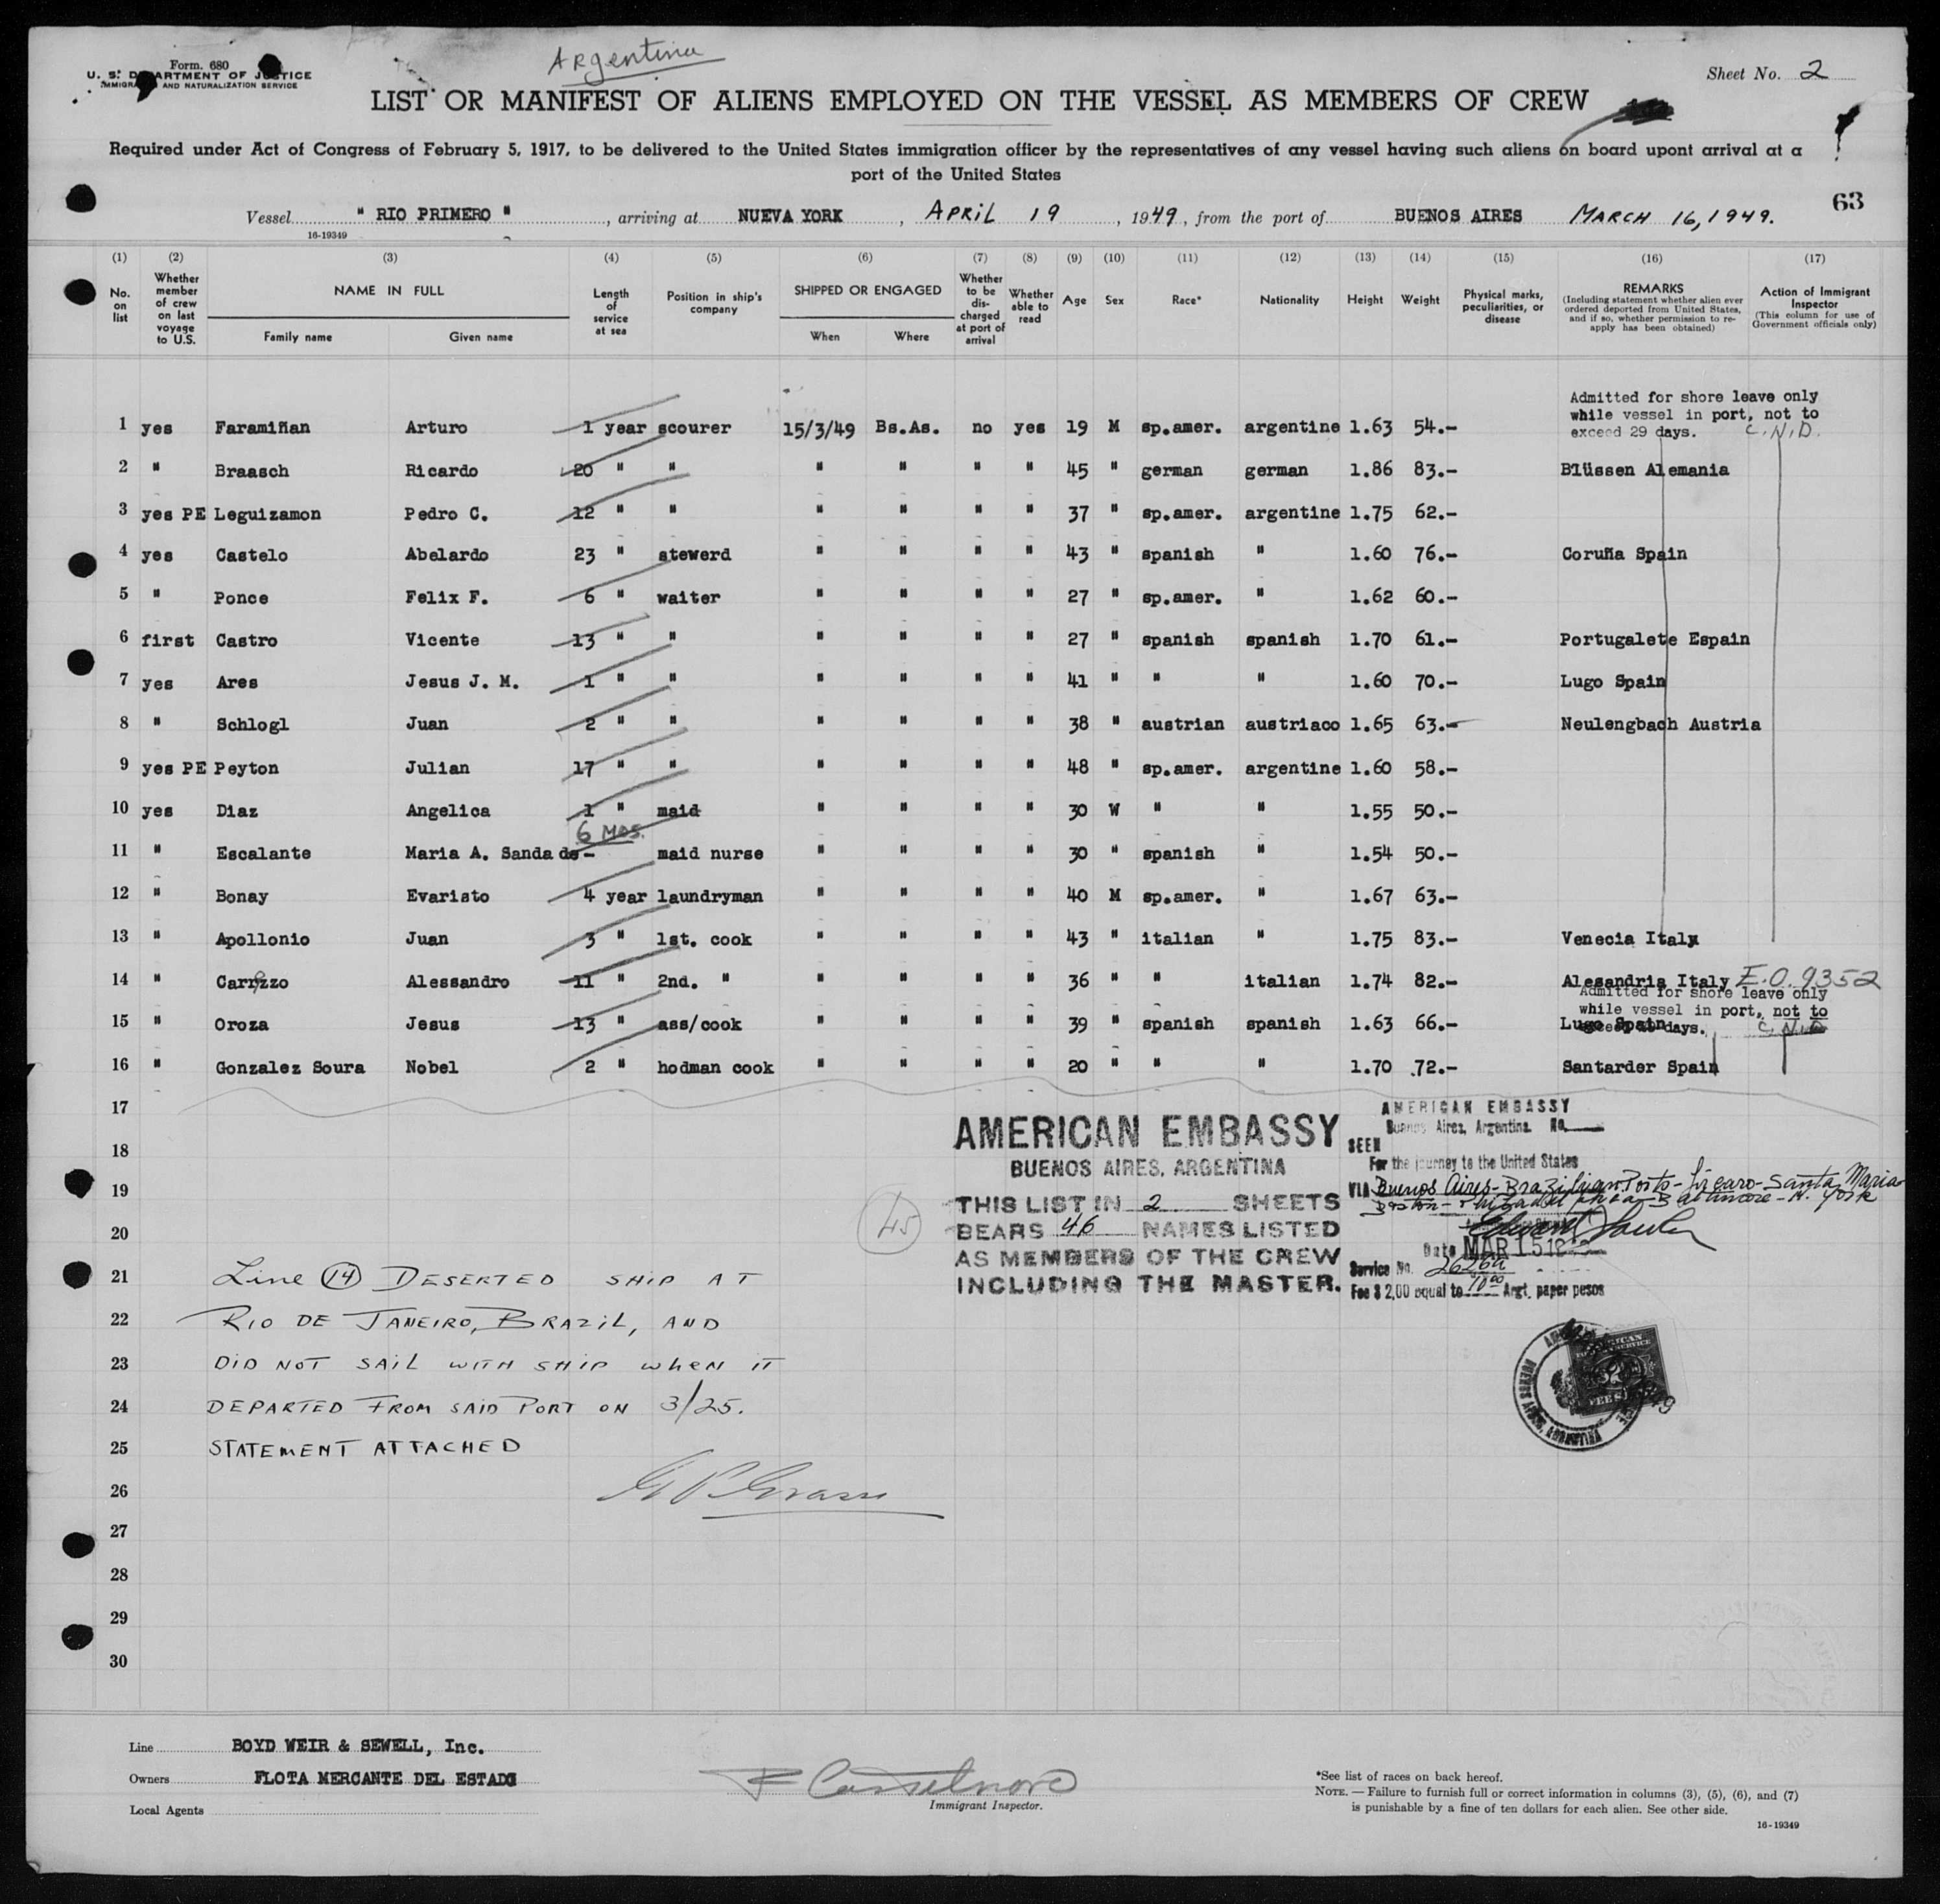 Argentina
Form. 680
U. S. DEPARTMENT OF JUSTICE
IMMIGRATION AND NATURALIZATION SERVICE
Sheet No. 2
LIST OR MANIFEST OF ALIENS EMPLOYED ON THE VESSEL AS MEMBERS OF CREW
Required under Act of Congress of February 5, 1917, to be delivered to the United States immigration officer by the representatives of any vessel having such aliens on board upont arrival at a
port of the United States
63
Vessel " RIO PRIMERO ", arriving at NUEVA YORK, APRIL 19, 1949, from the port of BUENOS AIRES MARCH 16, 1949.
16-19349
(1) (2) (3) (4) (5) (6) (7) (8) (9) (10) (11) (12) (13) (14) (15) (16) (17)
No. on list
Whether member of crew on last voyage to U.S.
NAME IN FULL
Family name Given name
Length of service at sea
Position in ship's company
SHIPPED OR ENGAGED
When Where
Whether to be discharged at port of arrival
Whether able to read
Age Sex Race* Nationality Height Weight
Physical marks, peculiarities, or disease
REMARKS
(Including statement whether alien ever ordered deported from United States, and if so, whether permission to re-apply has been obtained)
Action of Immigrant Inspector
(This column for use of Government officials only)
Admitted for shore leave only
while vessel in port, not to
exceed 29 days. C.N.D.
1 yes Faramiñan Arturo 1 year scourer 15/3/49 Bs.As. no yes 19 M sp.amer. argentine 1.63 54.-
2 " Braasch Ricardo 20 " " " " " " 45 " german german 1.86 83.- Blüssen Alemania
3 yes PE Leguizamon Pedro C. 12 " " " " " " 37 " sp.amer. argentine 1.75 62.-
4 yes Castelo Abelardo 23 " stewerd " " " " 43 " spanish " 1.60 76.- Coruña Spain
5 " Ponce Felix F. 6 " waiter " " " " 27 " sp.amer. " 1.62 60.-
6 first Castro Vicente 13 " " " " " " 27 " spanish spanish 1.70 61.- Portugalete Espain
7 yes Ares Jesus J. M. 1 " " " " " " 41 " " " 1.60 70.- Lugo Spain
8 " Schlogl Juan 2 " " " " " " 38 " austrian austriaco 1.65 63.- Neulengbach Austria
9 yes PE Peyton Julian 17 " " " " " " 48 " sp.amer. argentine 1.60 58.-
10 yes Diaz Angelica 1 " maid " " " " 30 W " " 1.55 50.-
6 mos.
11 " Escalante Maria A. Sanda de - maid nurse " " " " 30 " spanish " 1.54 50.-
12 " Bonay Evaristo 4 year laundryman " " " " 40 M sp.amer. " 1.67 63.-
13 " Apollonio Juan 3 " 1st. cook " " " " 43 " italian " 1.75 83.- Venecia Italy
14 " Carrzzo Alessandro 11 " 2nd. " " " " " 36 " " italian 1.74 82.- Alesandria Italy E.O. 9352
Admitted for shore leave only
while vessel in port, not to
15 " Oroza Jesus 13 " ass/cook " " " " 39 " spanish spanish 1.63 66.- Lugo Spain days. C.N.D.
16 " Gonzalez Soura Nobel 2 " hodman cook " " " " 20 " " " 1.70 72.- Santarder Spain
17
18
19
20
21
22
23
24
25
26
27
28
29
30
AMERICAN EMBASSY
BUENOS AIRES, ARGENTINA
THIS LIST IN 2 SHEETS
BEARS 46 NAMES LISTED
AS MEMBERS OF THE CREW
INCLUDING THE MASTER.
45
AMERICAN EMBASSY
Buenos Aires, Argentina. No.
SEEN
For the journey to the United States
VIA Buenos Aires - Brazilian Ports - Santa Maria
Boston - Philadelphia - Baltimore - N. York
Date MAR 15
Service No. 2626a
Fee $ 2,00 equal to 10.00 Argt. paper pesos
Line 14 DESERTED SHIP AT
RIO DE JANEIRO, BRAZIL, AND
DID NOT SAIL WITH SHIP WHEN IT
DEPARTED FROM SAID PORT ON 3/25.
STATEMENT ATTACHED
Line BOYD WEIR & SEWELL, Inc.
Owners FLOTA MERCANTE DEL ESTADO
Local Agents
Immigrant Inspector.
*See list of races on back hereof.
NOTE. — Failure to furnish full or correct information in columns (3), (5), (6), and (7)
is punishable by a fine of ten dollars for each alien. See other side.
16-19349